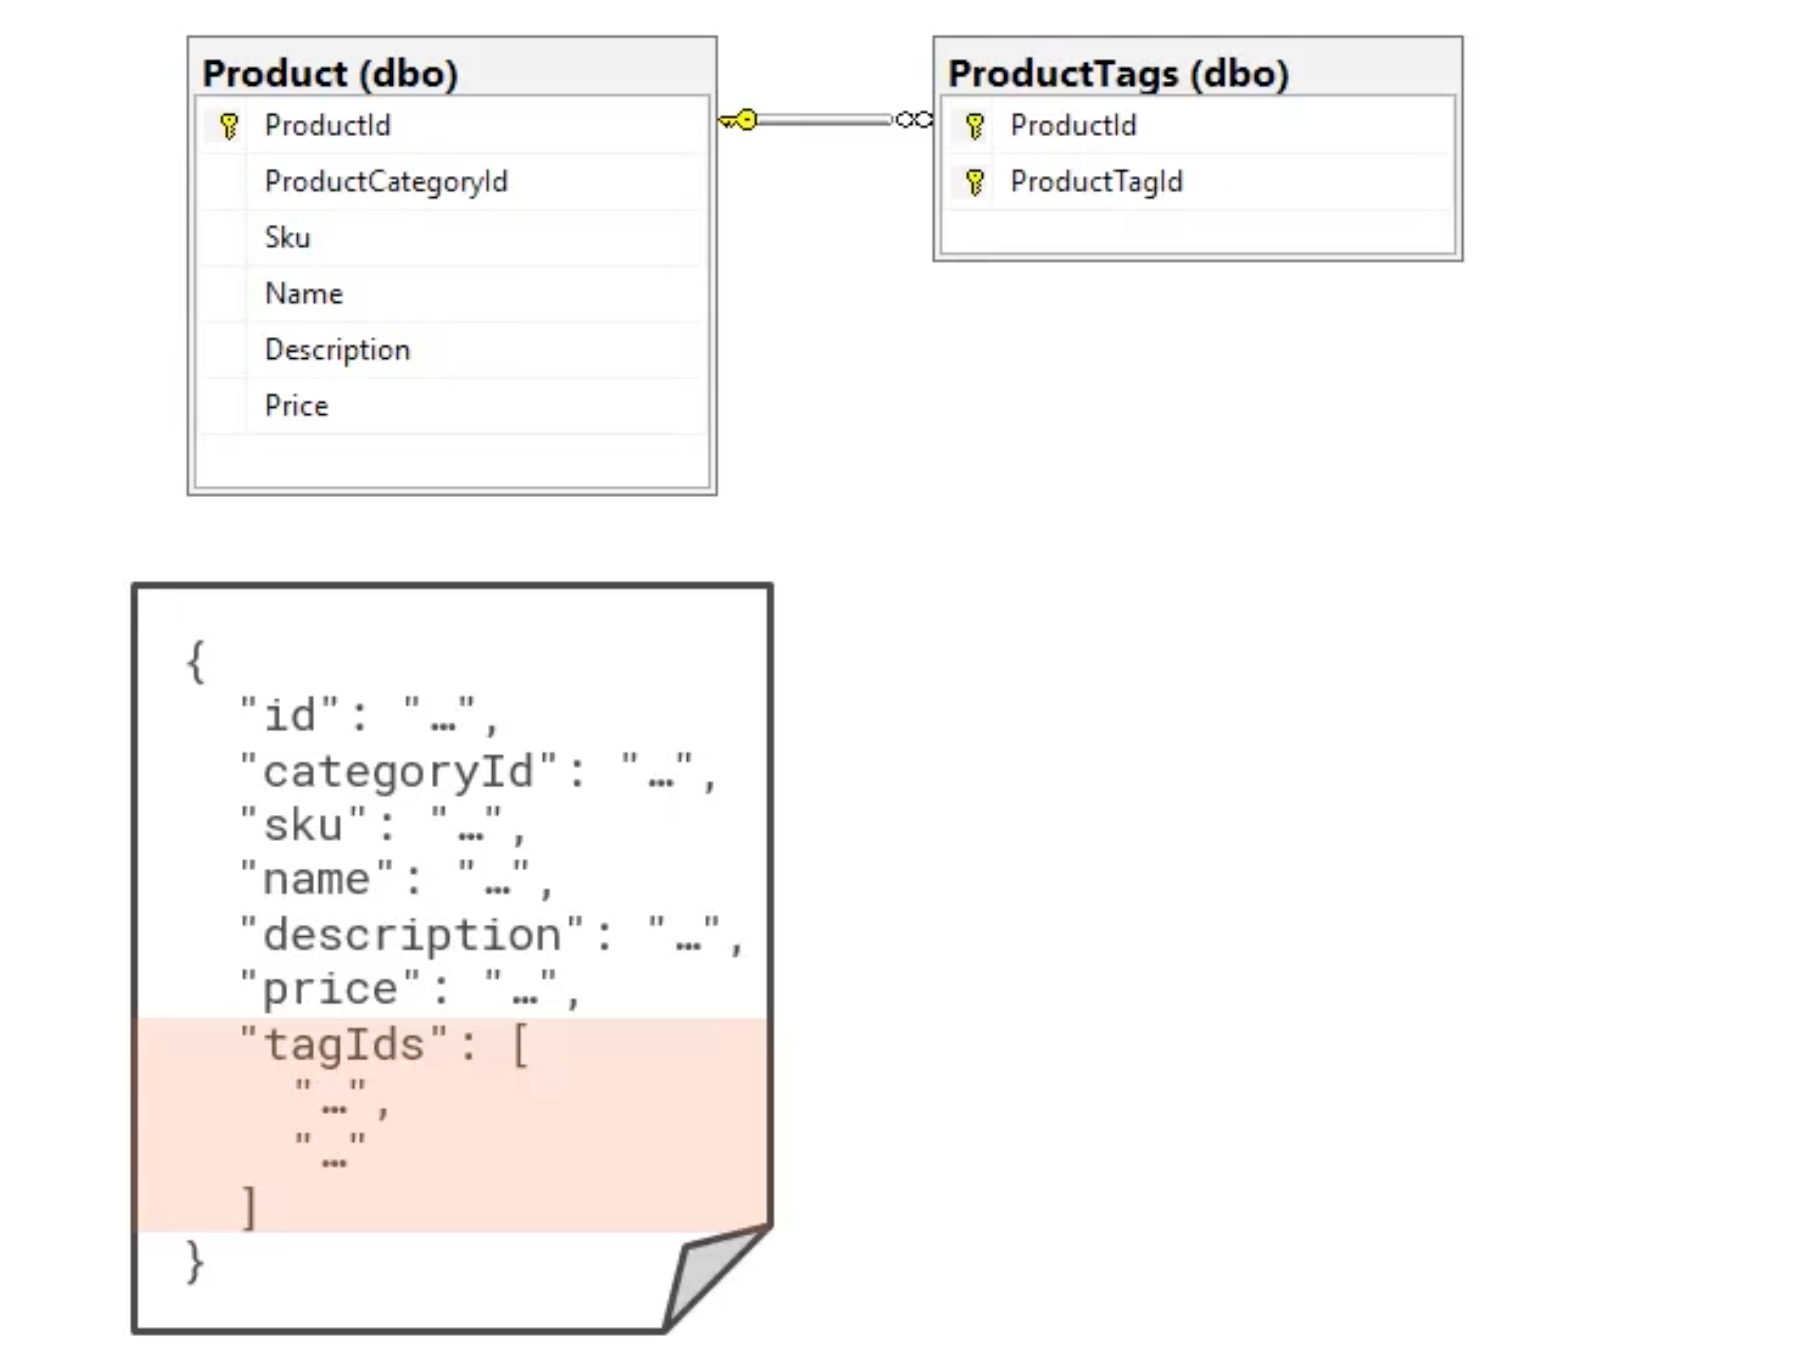 Product (dbo)
ProductId
ProductCategoryId
Sku
Name
Description
Price
ProductTags (dbo)
ProductId
ProductTagId
{
"id": "…",
"categoryId": "…",
"sku": "…",
"name": "…",
"description": "…",
"price": "…",
"tagIds": [
"…",
"…"
]
}